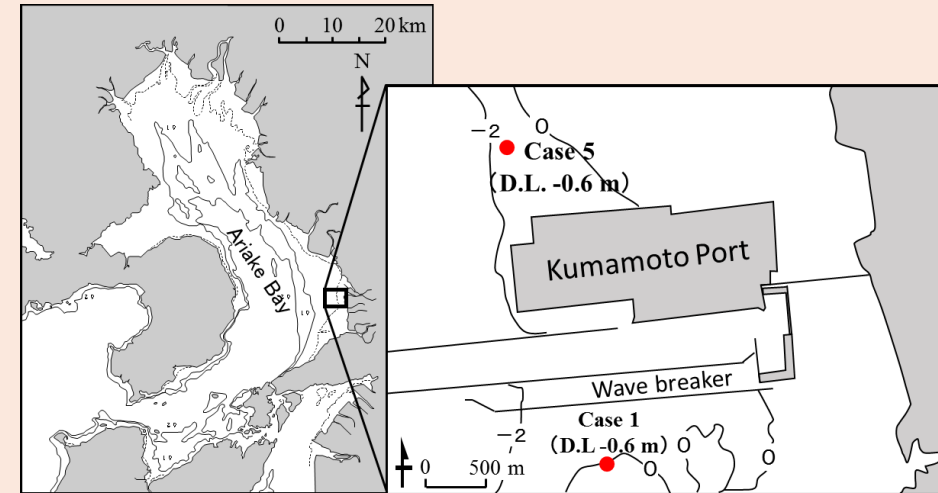 0 10 20 km
N
Ariake Bay
−2 0
Case 5
(D.L. -0.6 m)
Kumamoto Port
Wave breaker
Case 1
(D.L -0.6 m)
−2
0 0 0
0 500 m